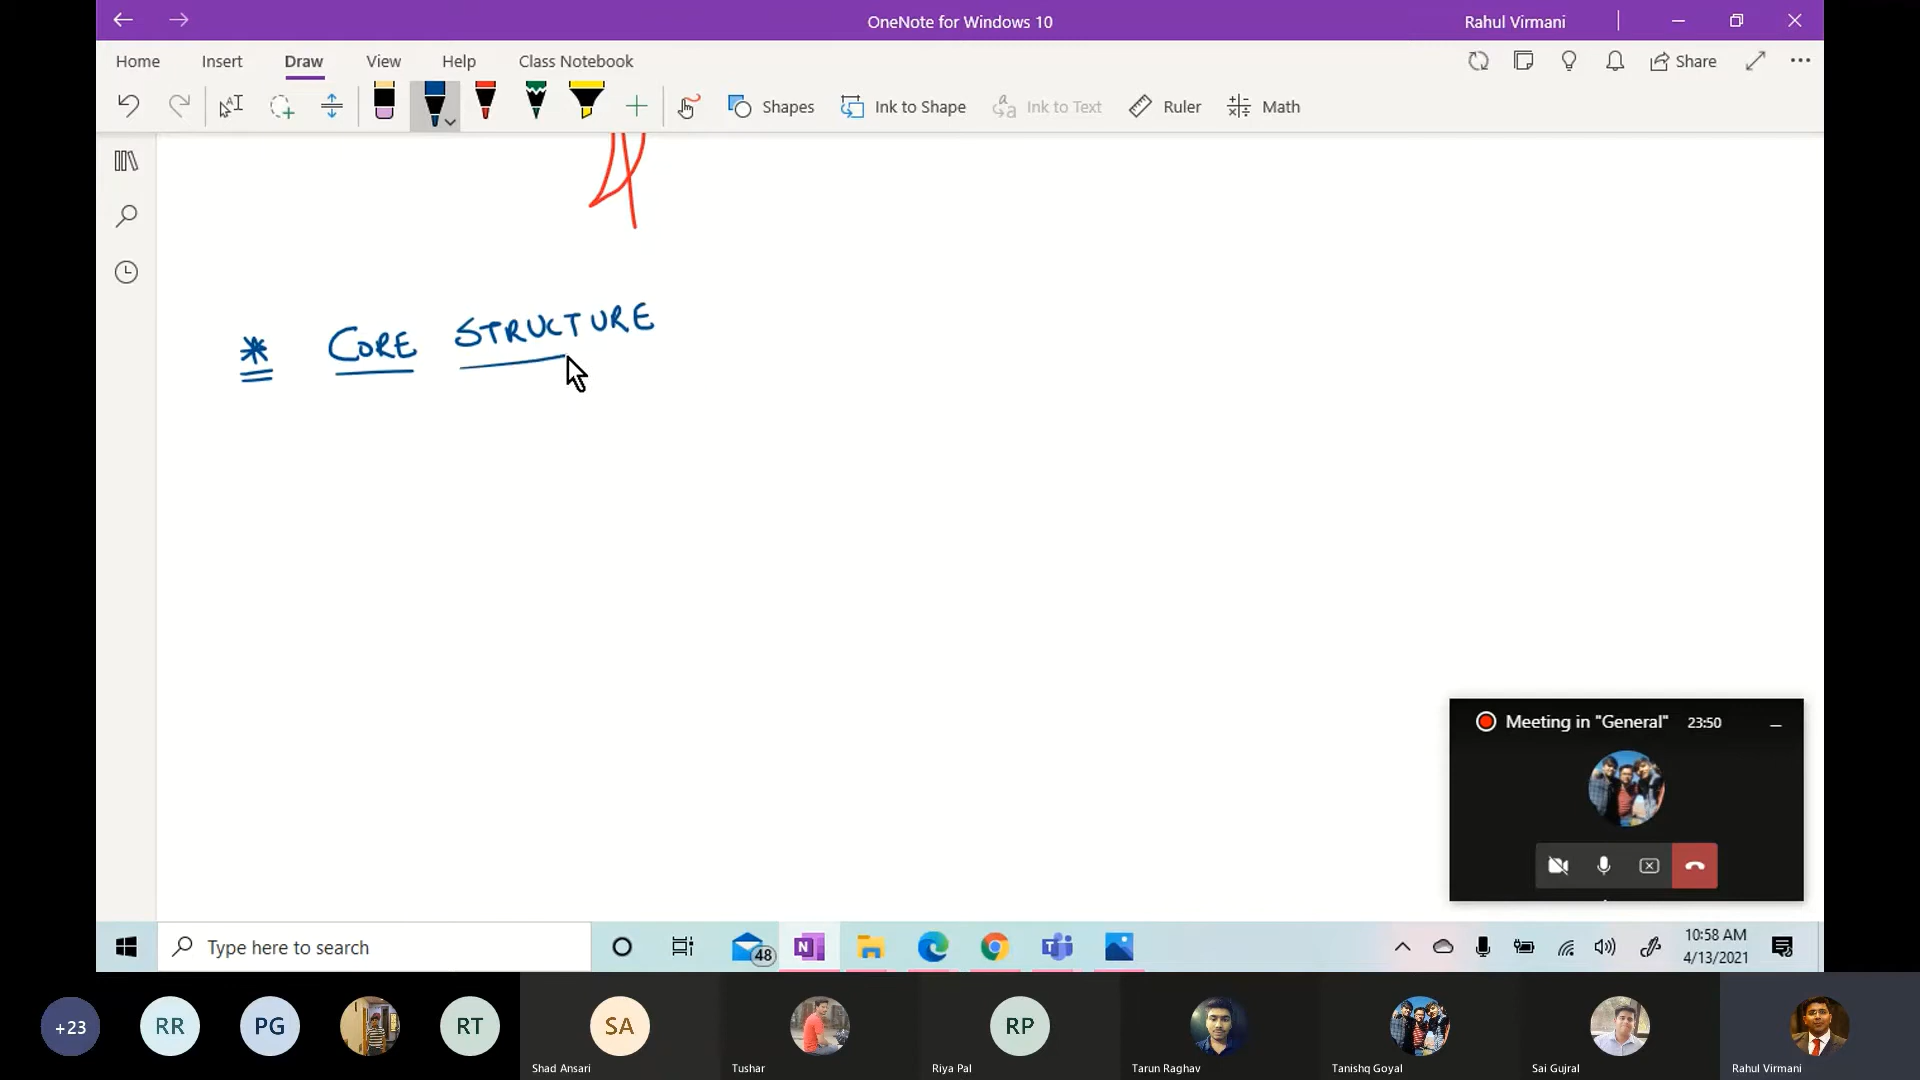 OneNote for Windows 10
Rahul Virmani
Home Insert Draw View Help Class Notebook
Share
Shapes Ink to Shape Ink to Text Ruler Math
* CORE STRUCTURE
Meeting in "General" 23:50
Type here to search
48
10:58 AM
4/13/2021
+23 RR PG RT SA RP
Shad Ansari Tushar Riya Pal Tarun Raghav Tanishq Goyal Sai Gujral Rahul Virmani